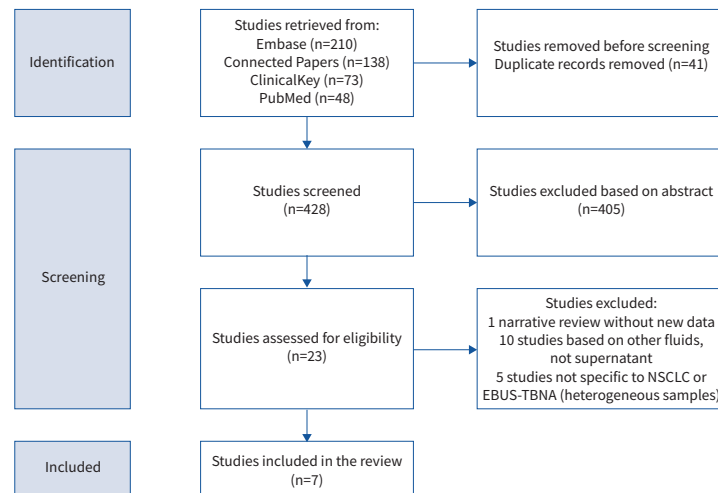 Identification
Studies retrieved from:
Embase (n=210)
Connected Papers (n=138)
ClinicalKey (n=73)
PubMed (n=48)
Studies removed before screening
Duplicate records removed (n=41)
Screening
Studies screened
(n=428)
Studies excluded based on abstract
(n=405)
Studies assessed for eligibility
(n=23)
Studies excluded:
1 narrative review without new data
10 studies based on other fluids,
not supernatant
5 studies not specific to NSCLC or
EBUS-TBNA (heterogeneous samples)
Included
Studies included in the review
(n=7)